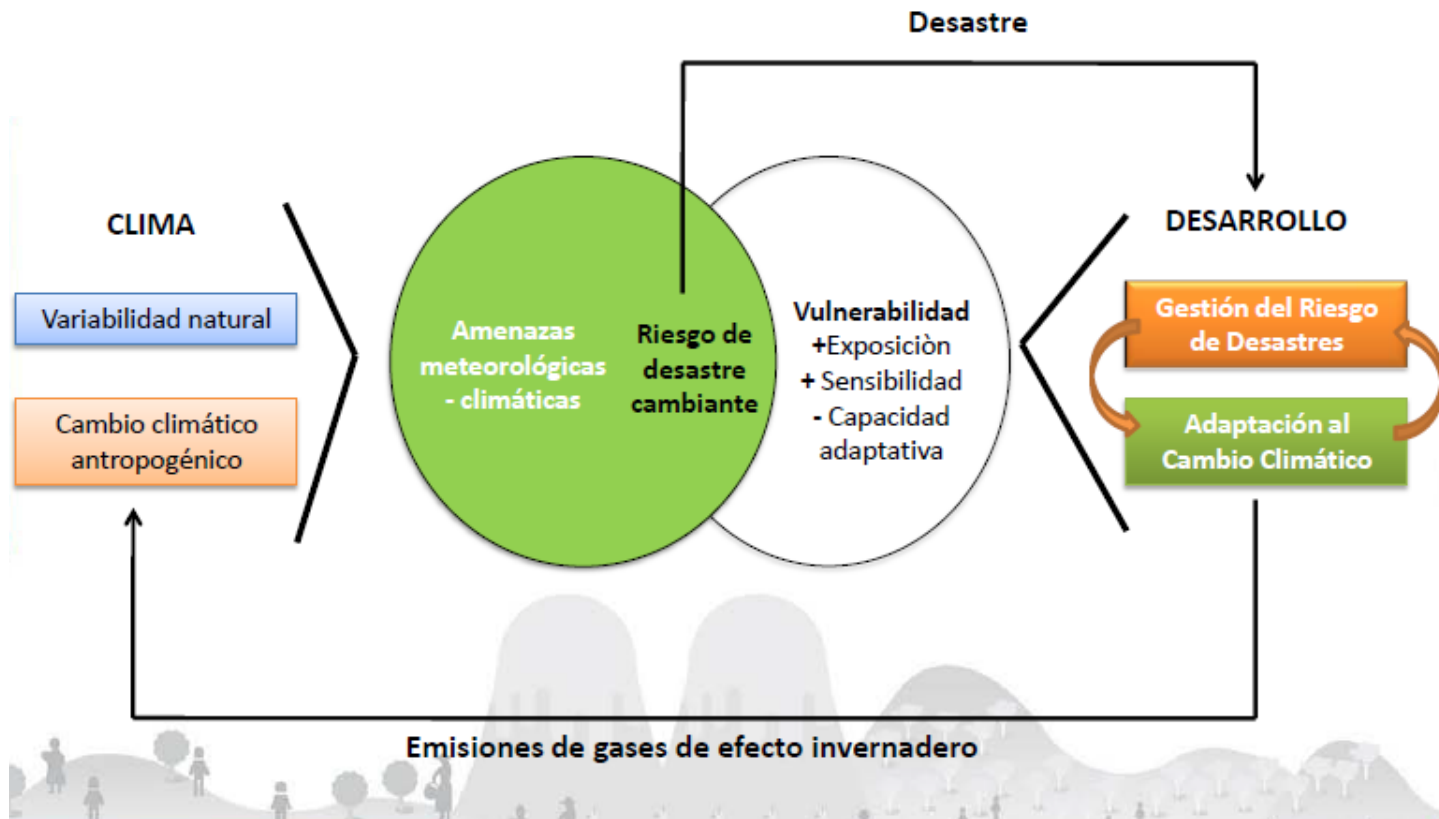 Desastre
CLIMA
Variabilidad natural
Cambio climático
antropogénico
Amenazas
meteorológicas
- climáticas
Riesgo de
desastre
cambiante
Vulnerabilidad
+Exposiciòn
+ Sensibilidad
- Capacidad
adaptativa
DESARROLLO
Gestión del Riesgo
de Desastres
Adaptación al
Cambio Climático
Emisiones de gases de efecto invernadero